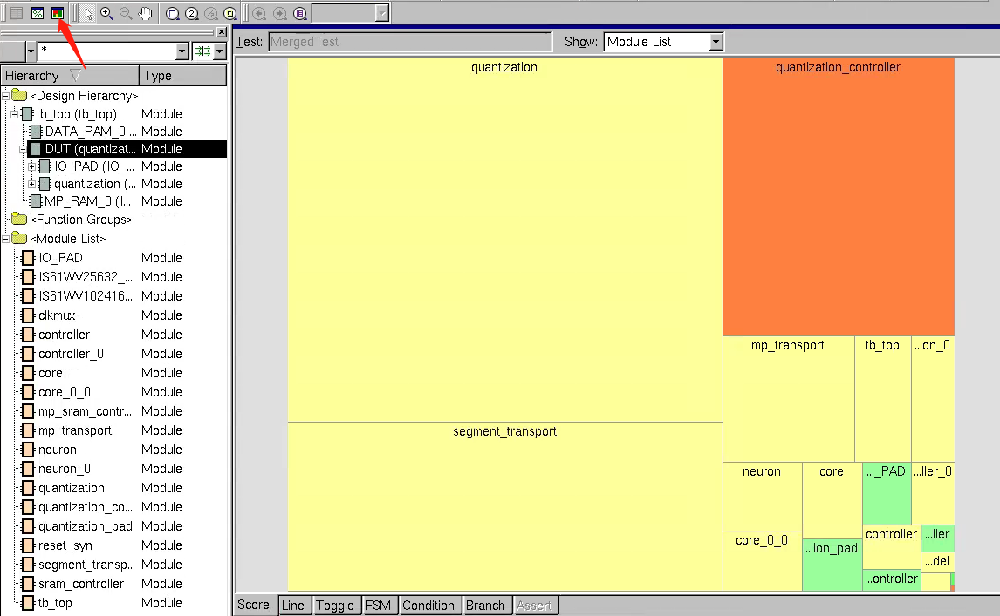 Test: MergedTest Show: Module List
*
Hierarchy Type
<Design Hierarchy>
tb_top (tb_top) Module
DATA_RAM_0 ... Module
DUT (quantizat... Module
IO_PAD (IO_... Module
quantization (... Module
MP_RAM_0 (I... Module
<Function Groups>
<Module List>
IO_PAD Module
IS61WV25632_... Module
IS61WV102416... Module
clkmux Module
controller Module
controller_0 Module
core Module
core_0_0 Module
mp_sram_contr... Module
mp_transport Module
neuron Module
neuron_0 Module
quantization Module
quantization_co... Module
quantization_pad Module
reset_syn Module
segment_transp... Module
sram_controller Module
tb_top Module
quantization
quantization_controller
mp_transport
tb_top
...on_0
segment_transport
neuron
core
..._PAD
...ller_0
core_0_0
...ion_pad
controller
...ller
...del
...ontroller
Score Line Toggle FSM Condition Branch Assert